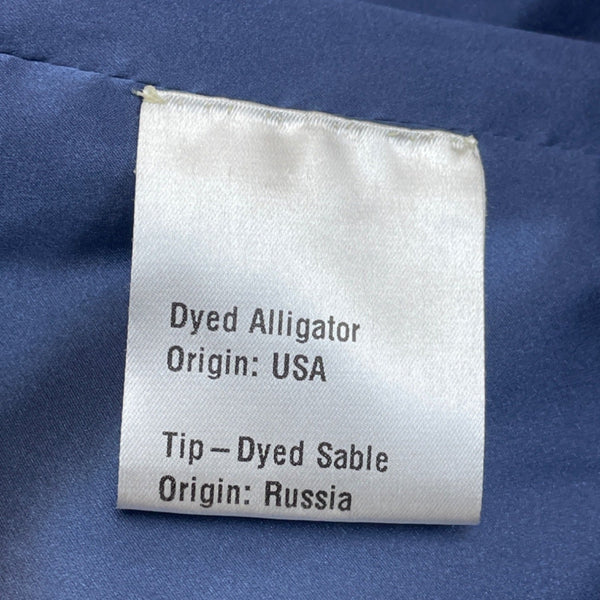 Dyed Alligator
Origin: USA
Tip – Dyed Sable
Origin: Russia